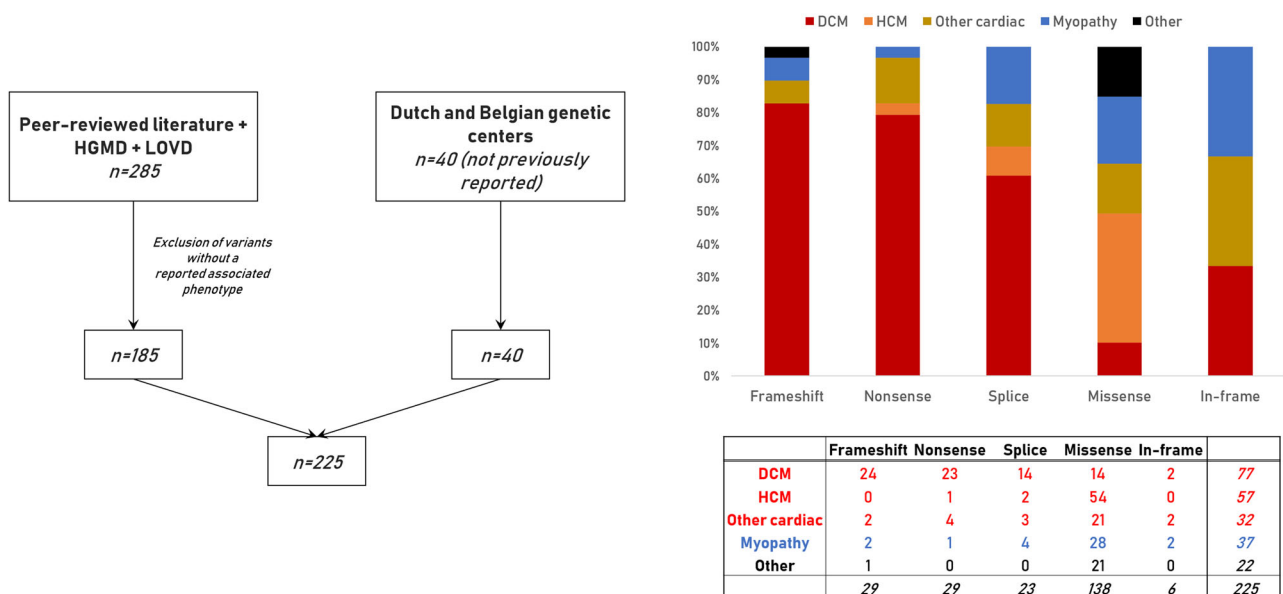 Peer-reviewed literature +
HGMD + LOVD
n=285
Dutch and Belgian genetic
centers
n=40 (not previously
reported)
Exclusion of variants
without a
reported associated
phenotype
n=185
n=40
n=225
DCM HCM Other cardiac Myopathy Other
100%
90%
80%
70%
60%
50%
40%
30%
20%
10%
0%
Frameshift Nonsense Splice Missense In-frame
Frameshift Nonsense Splice Missense In-frame
DCM 24 23 14 14 2 77
HCM 0 1 2 54 0 57
Other cardiac 2 4 3 21 2 32
Myopathy 2 1 4 28 2 37
Other 1 0 0 21 0 22
29 29 23 138 6 225